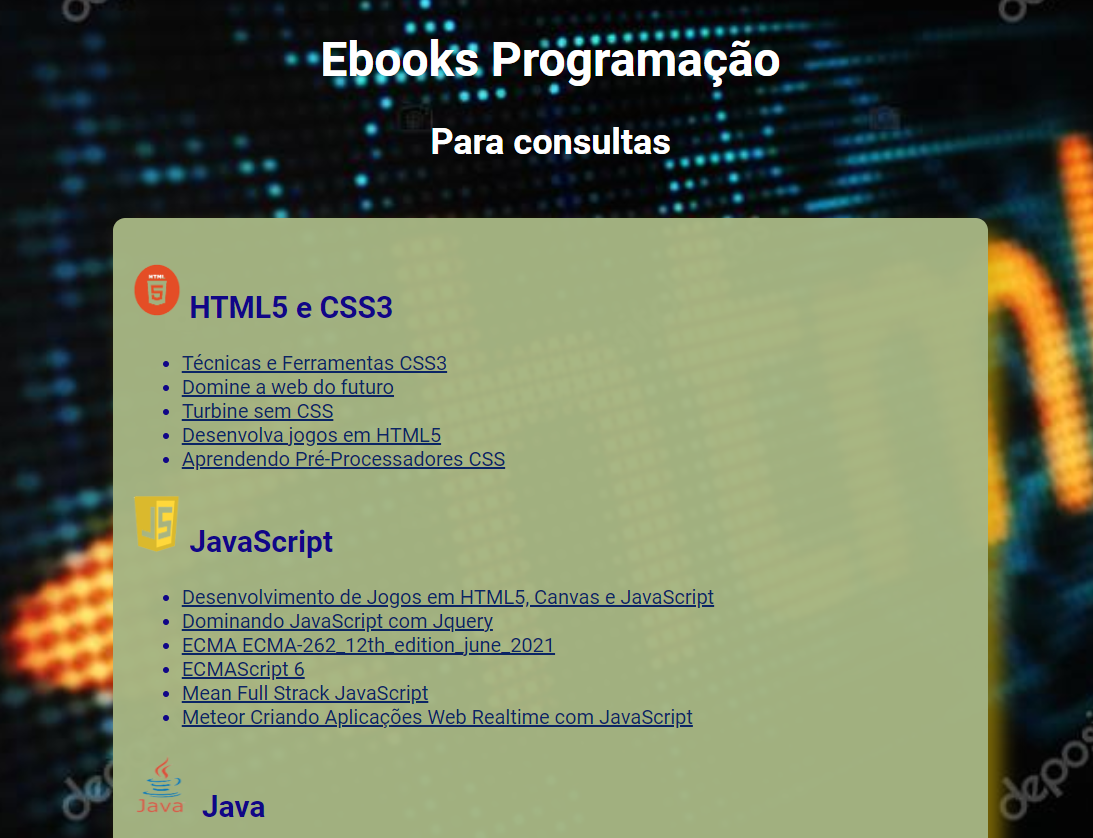 Ebooks Programação
Para consultas
HTML
5
HTML5 e CSS3
Técnicas e Ferramentas CSS3
Domine a web do futuro
Turbine sem CSS
Desenvolva jogos em HTML5
Aprendendo Pré-Processadores CSS
JS
JavaScript
Desenvolvimento de Jogos em HTML5, Canvas e JavaScript
Dominando JavaScript com Jquery
ECMA ECMA-262_12th_edition_june_2021
ECMAScript 6
Mean Full Strack JavaScript
Meteor Criando Aplicações Web Realtime com JavaScript
Java
Java